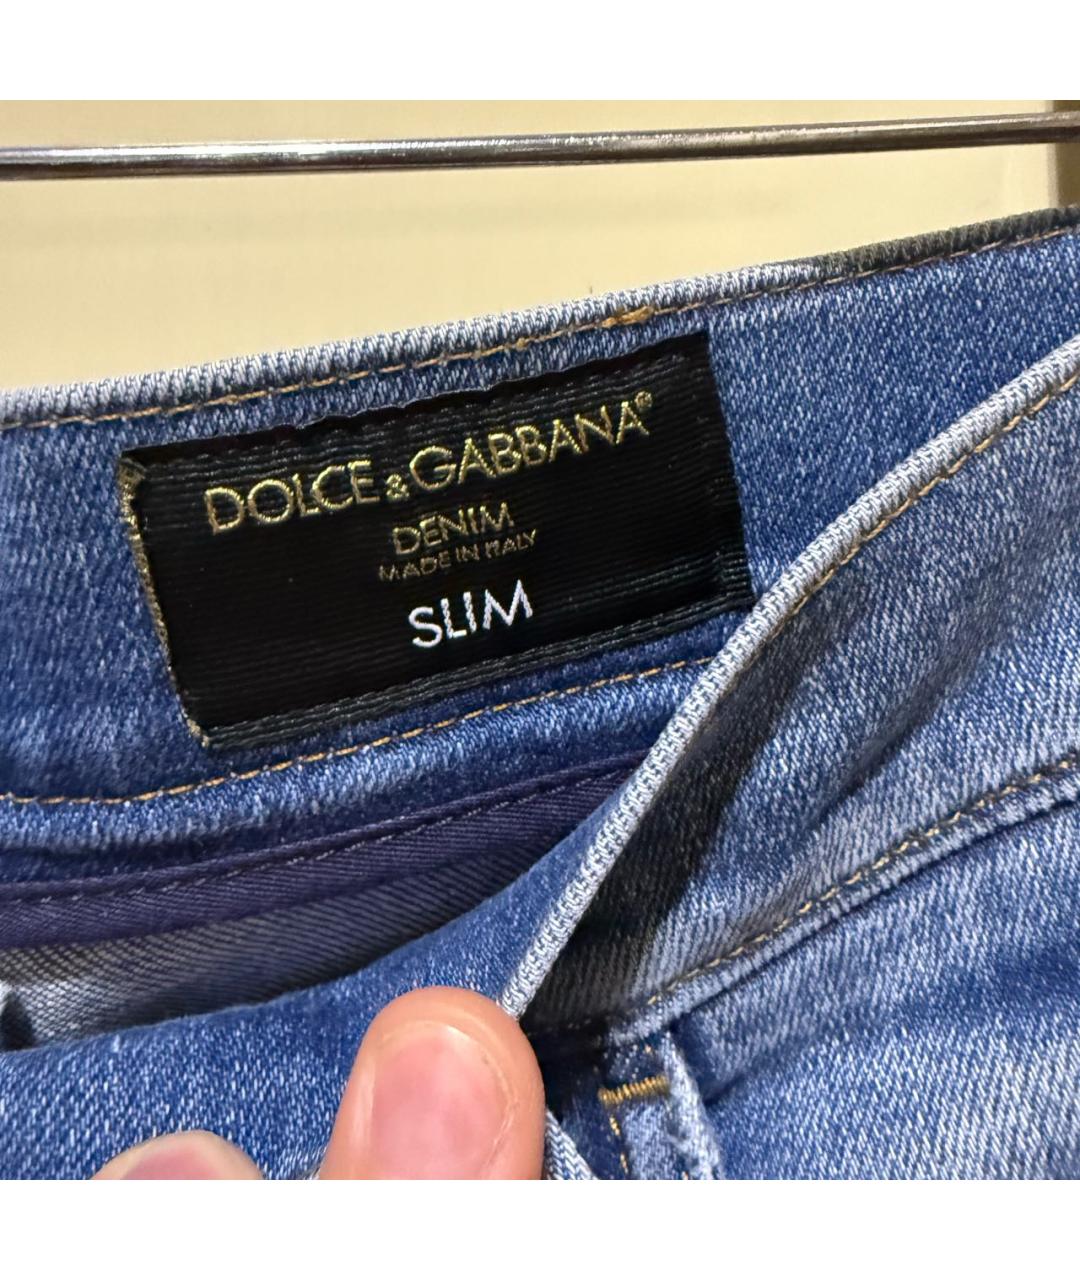 DOLCE & GABBANA®
DENIM
MADE IN ITALY
SLIM